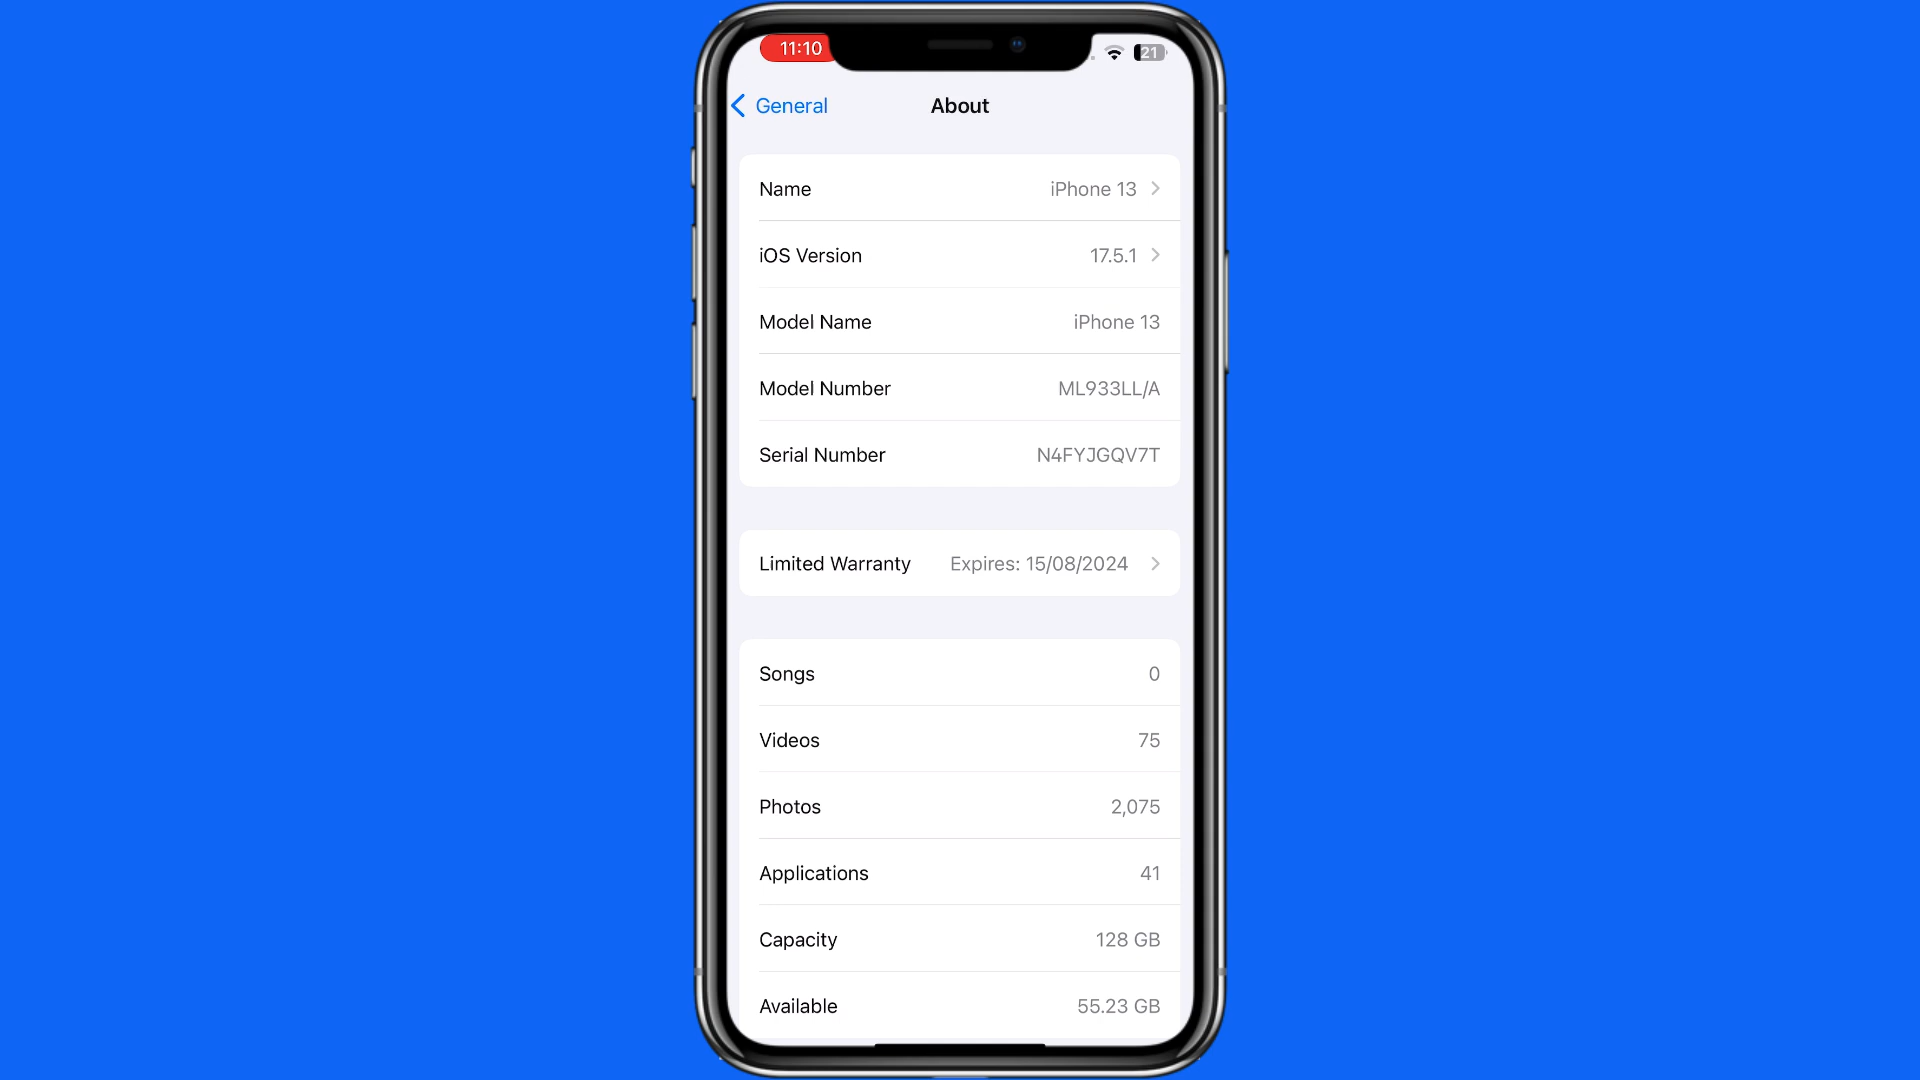 11:10
21
General
About
Name iPhone 13
iOS Version 17.5.1
Model Name iPhone 13
Model Number ML933LL/A
Serial Number N4FYJGQV7T
Limited Warranty Expires: 15/08/2024
Songs 0
Videos 75
Photos 2,075
Applications 41
Capacity 128 GB
Available 55.23 GB